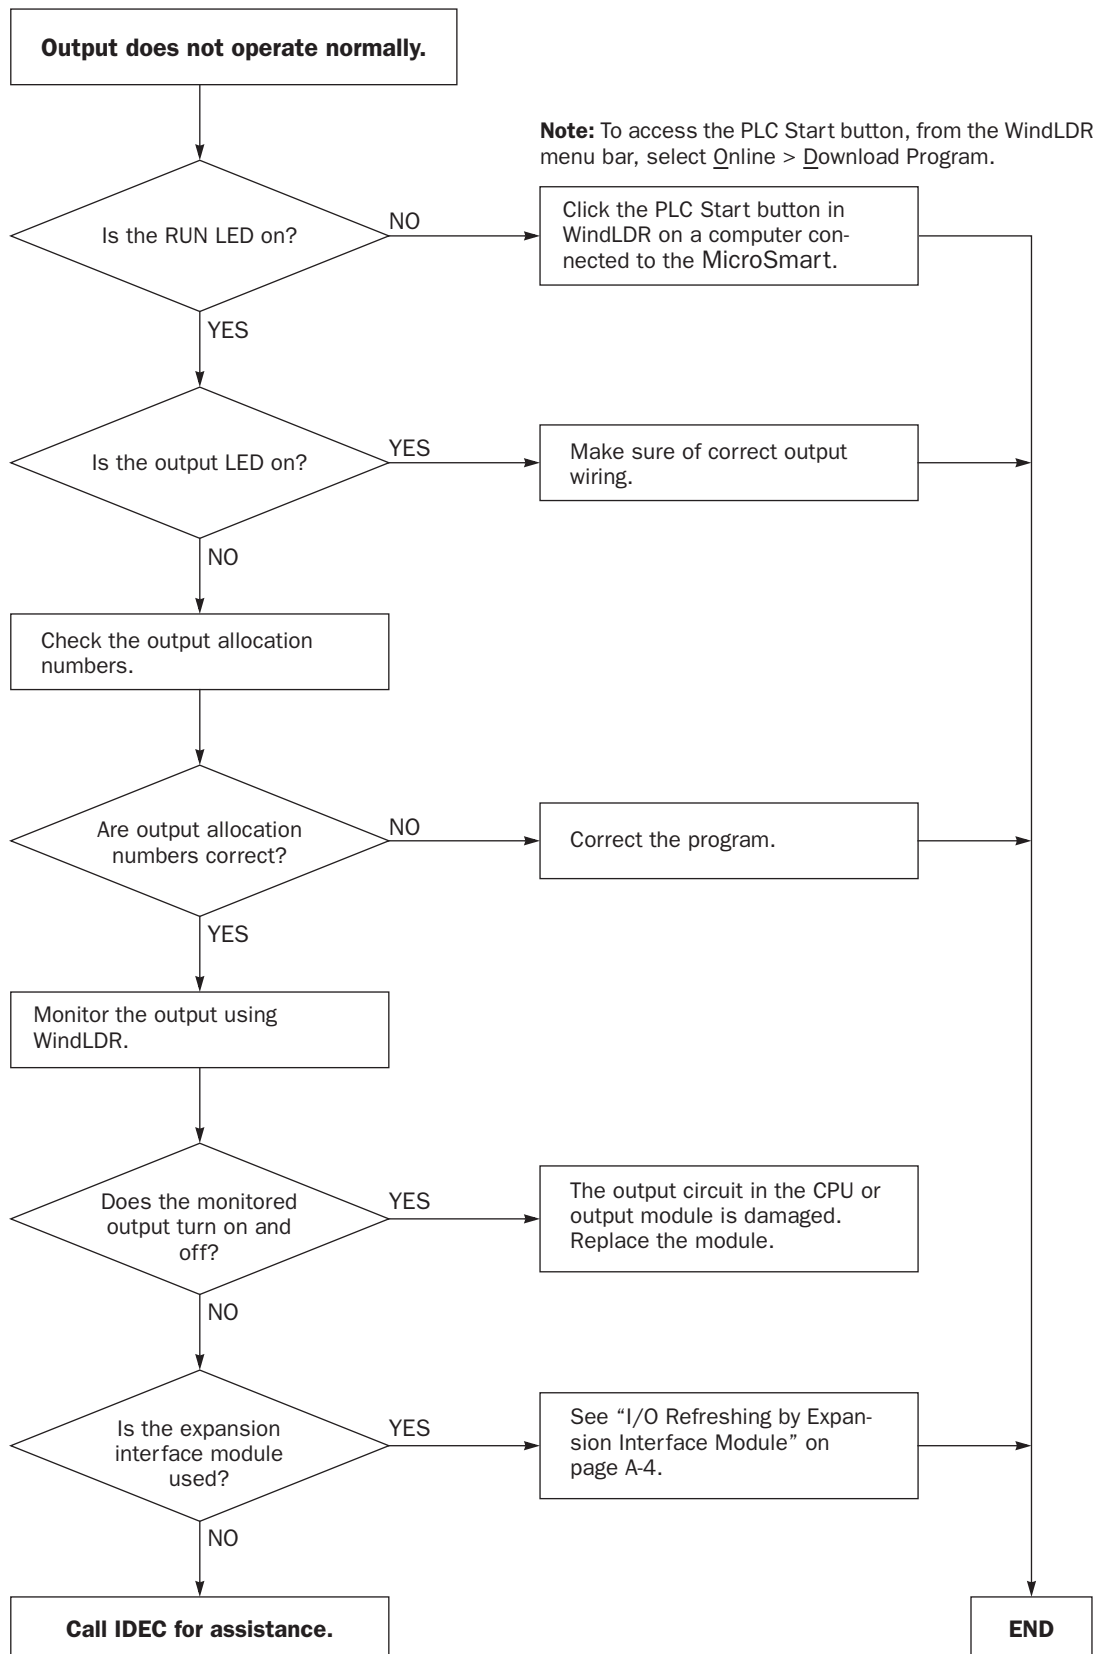 Output does not operate normally.
Note: To access the PLC Start button, from the WindLDR
menu bar, select Online > Download Program.
Is the RUN LED on?
NO
Click the PLC Start button in
WindLDR on a computer con-
nected to the MicroSmart.
YES
Is the output LED on?
YES
Make sure of correct output
wiring.
NO
Check the output allocation
numbers.
Are output allocation
numbers correct?
NO
Correct the program.
YES
Monitor the output using
WindLDR.
Does the monitored
output turn on and
off?
YES
The output circuit in the CPU or
output module is damaged.
Replace the module.
NO
Is the expansion
interface module
used?
YES
See “I/O Refreshing by Expan-
sion Interface Module” on
page A-4.
NO
Call IDEC for assistance.
END